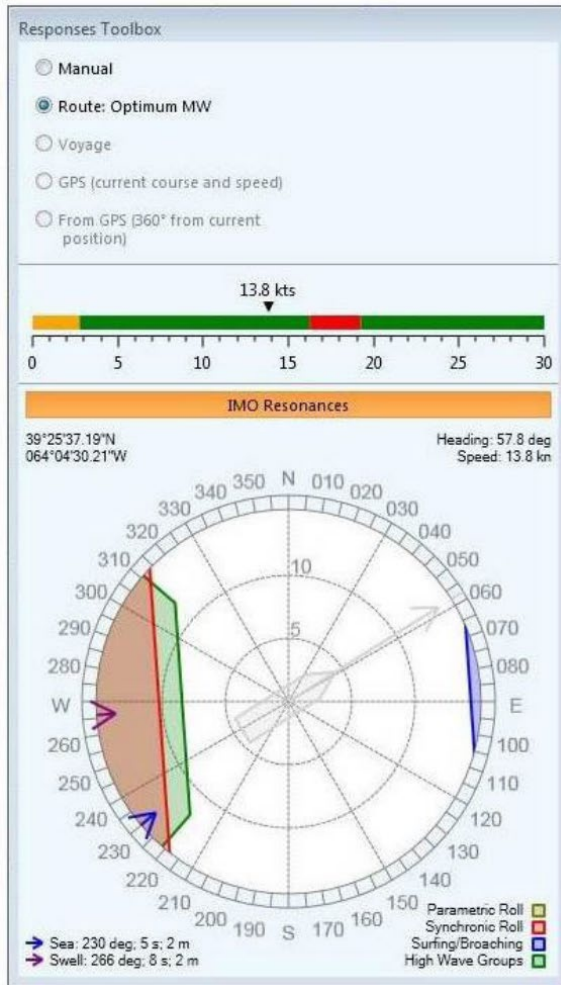 Responses Toolbox
Manual
Route: Optimum MW
Voyage
GPS (current course and speed)
From GPS (360° from current
position)
13.8 kts
0 5 10 15 20 25 30
IMO Resonances
39°25'37.19"N
Heading: 57.8 deg
064°04'30.21"W
Speed: 13.8 kn
N
010
020
030
040
050
060
070
080
E
100
110
120
130
140
150
160
170
S
190
200
210
220
230
240
250
260
W
280
290
300
310
320
330
340
350
10
5
Parametric Roll
Synchronic Roll
Surfing/Broaching
High Wave Groups
Sea: 230 deg; 5 s; 2 m
Swell: 266 deg; 8 s; 2 m